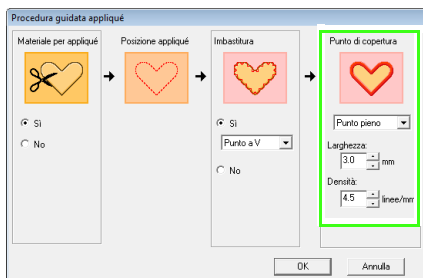 Procedura guidata appliqué
Materiale per appliqué
Posizione appliqué
Imbastitura
Punto di copertura
Sì
No
Sì
Punto a V
No
Punto pieno
Larghezza:
3.0 mm
Densità:
4.5 linee/mm
OK
Annulla